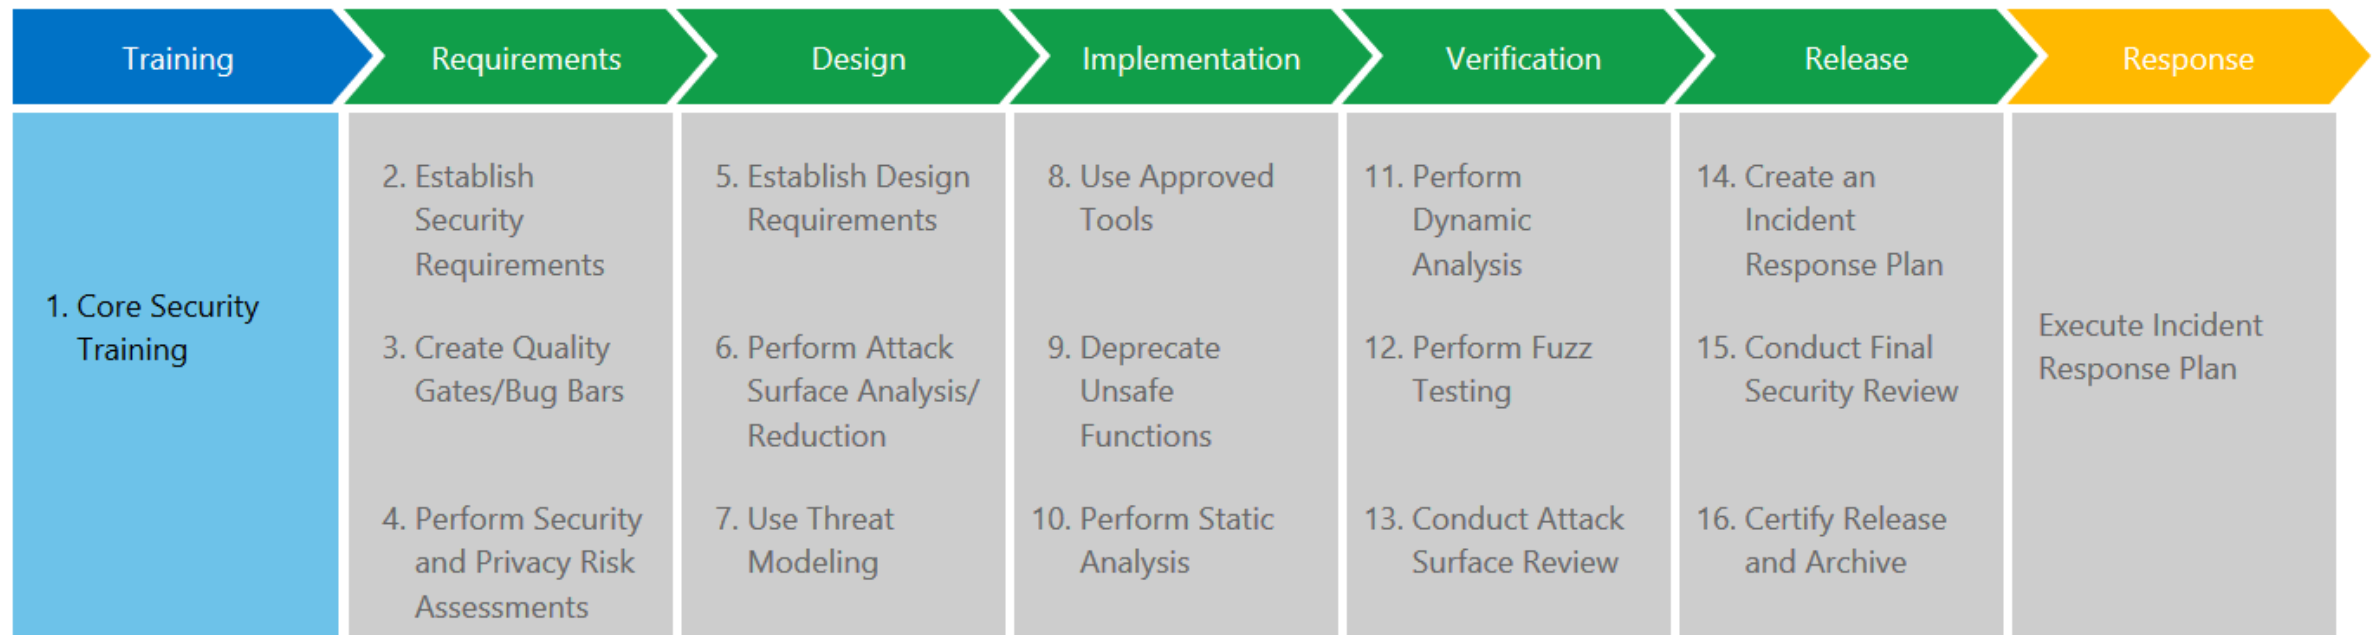 Training
Requirements
Design
Implementation
Verification
Release
Response
1. Core Security
Training
2. Establish
Security
Requirements
3. Create Quality
Gates/Bug Bars
4. Perform Security
and Privacy Risk
Assessments
5. Establish Design
Requirements
6. Perform Attack
Surface Analysis/
Reduction
7. Use Threat
Modeling
8. Use Approved
Tools
9. Deprecate
Unsafe
Functions
10. Perform Static
Analysis
11. Perform
Dynamic
Analysis
12. Perform Fuzz
Testing
13. Conduct Attack
Surface Review
14. Create an
Incident
Response Plan
15. Conduct Final
Security Review
16. Certify Release
and Archive
Execute Incident
Response Plan